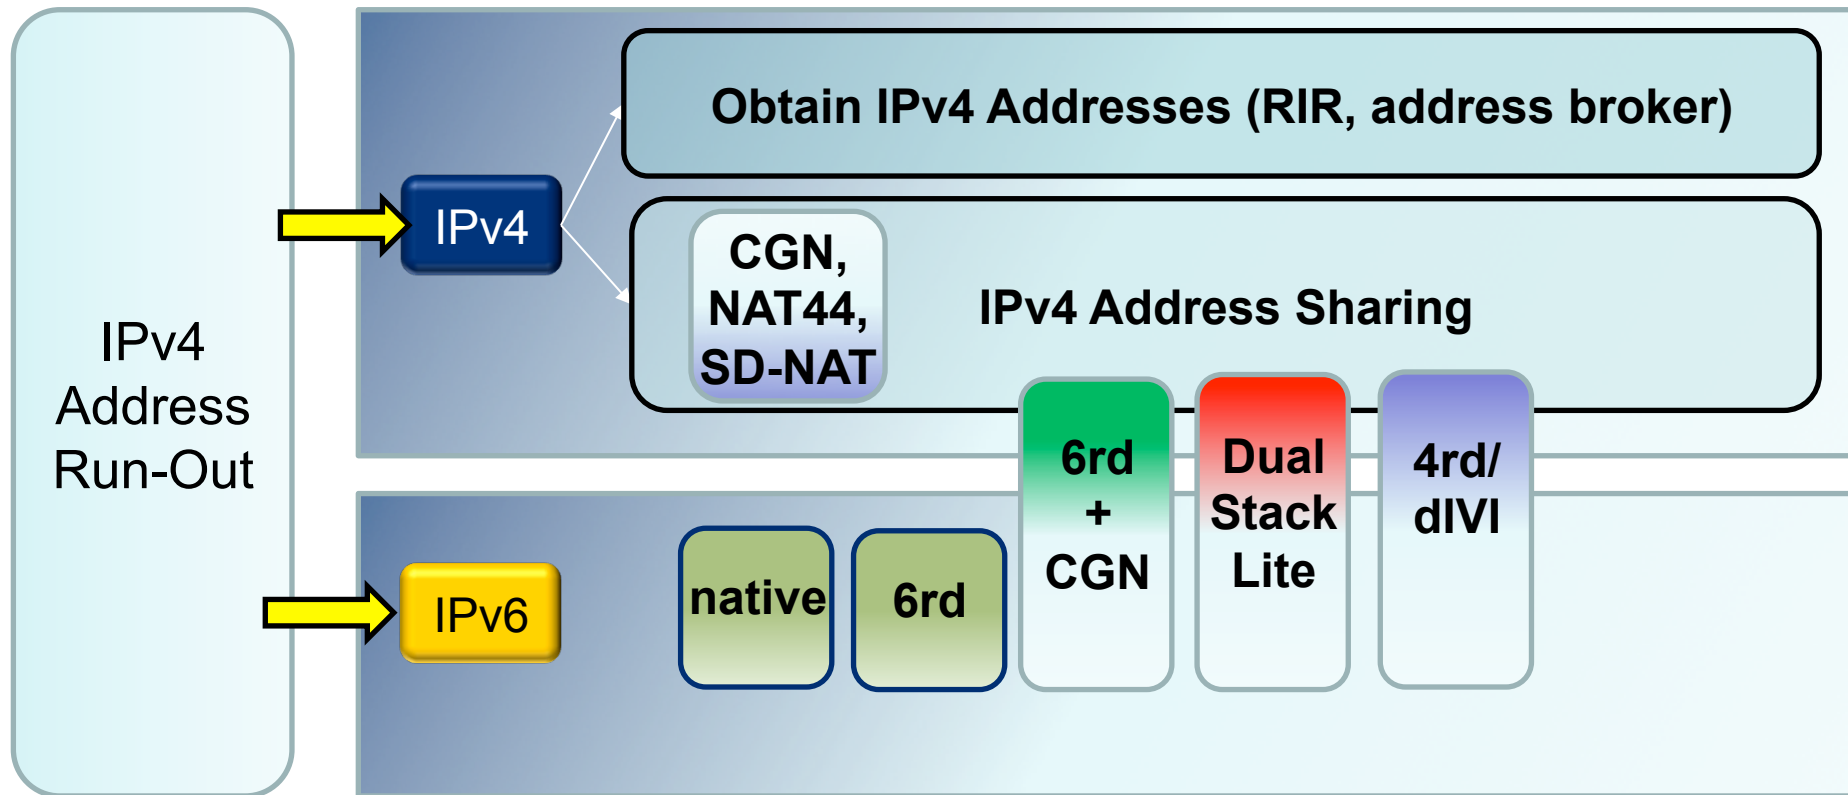 IPv4
Address
Run-Out
IPv4
Obtain IPv4 Addresses (RIR, address broker)
CGN,
NAT44,
SD-NAT
IPv4 Address Sharing
6rd
+
CGN
Dual
Stack
Lite
4rd/
dIVI
IPv6
native
6rd